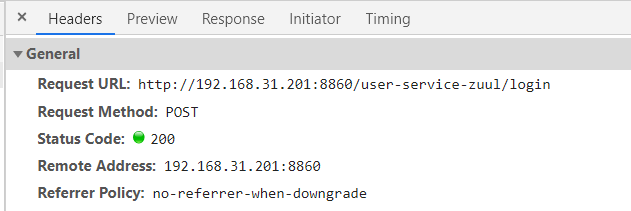 × Headers Preview Response Initiator Timing
▼ General
Request URL: http://192.168.31.201:8860/user-service-zuul/login
Request Method: POST
Status Code: 200
Remote Address: 192.168.31.201:8860
Referrer Policy: no-referrer-when-downgrade